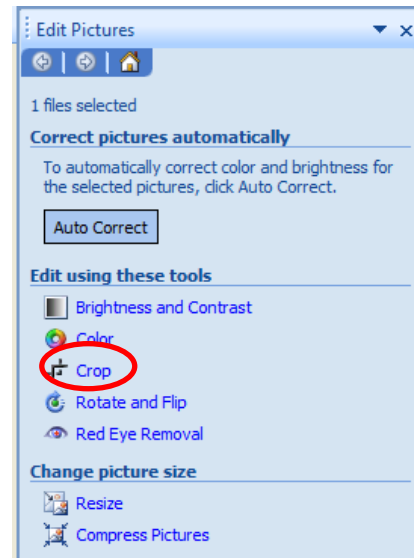 Edit Pictures
1 files selected
Correct pictures automatically
To automatically correct color and brightness for
the selected pictures, click Auto Correct.
Auto Correct
Edit using these tools
Brightness and Contrast
Color
Crop
Rotate and Flip
Red Eye Removal
Change picture size
Resize
Compress Pictures